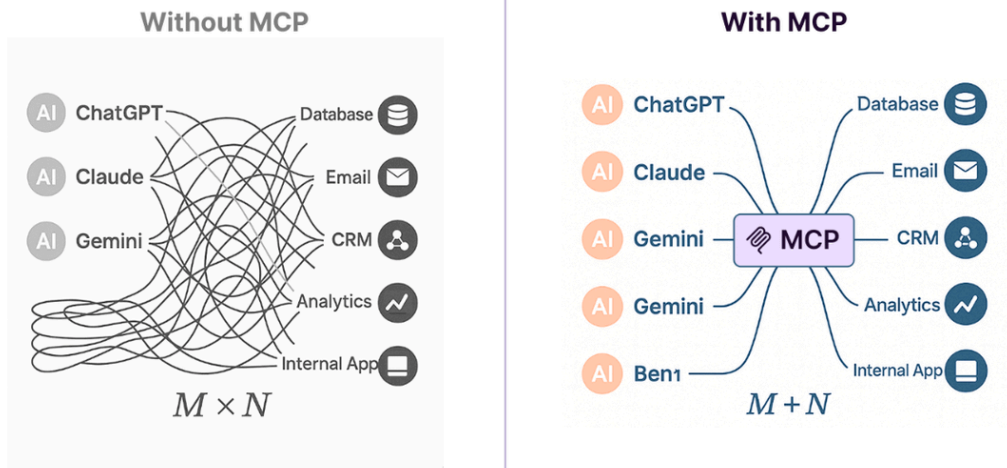 Without MCP
AI ChatGPT
AI Claude
AI Gemini
Database
Email
CRM
Analytics
Internal App
M × N
With MCP
AI ChatGPT
AI Claude
AI Gemini
AI Gemini
AI Ben1
MCP
Database
Email
CRM
Analytics
Internal App
M + N